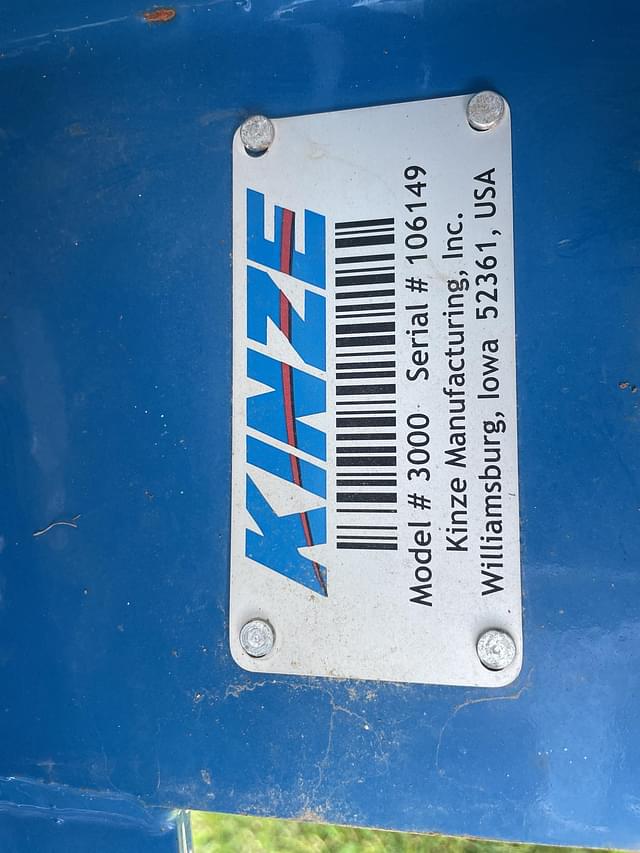 KINZE
Model # 3000 Serial # 106149
Kinze Manufacturing, Inc.
Williamsburg, Iowa 52361, USA